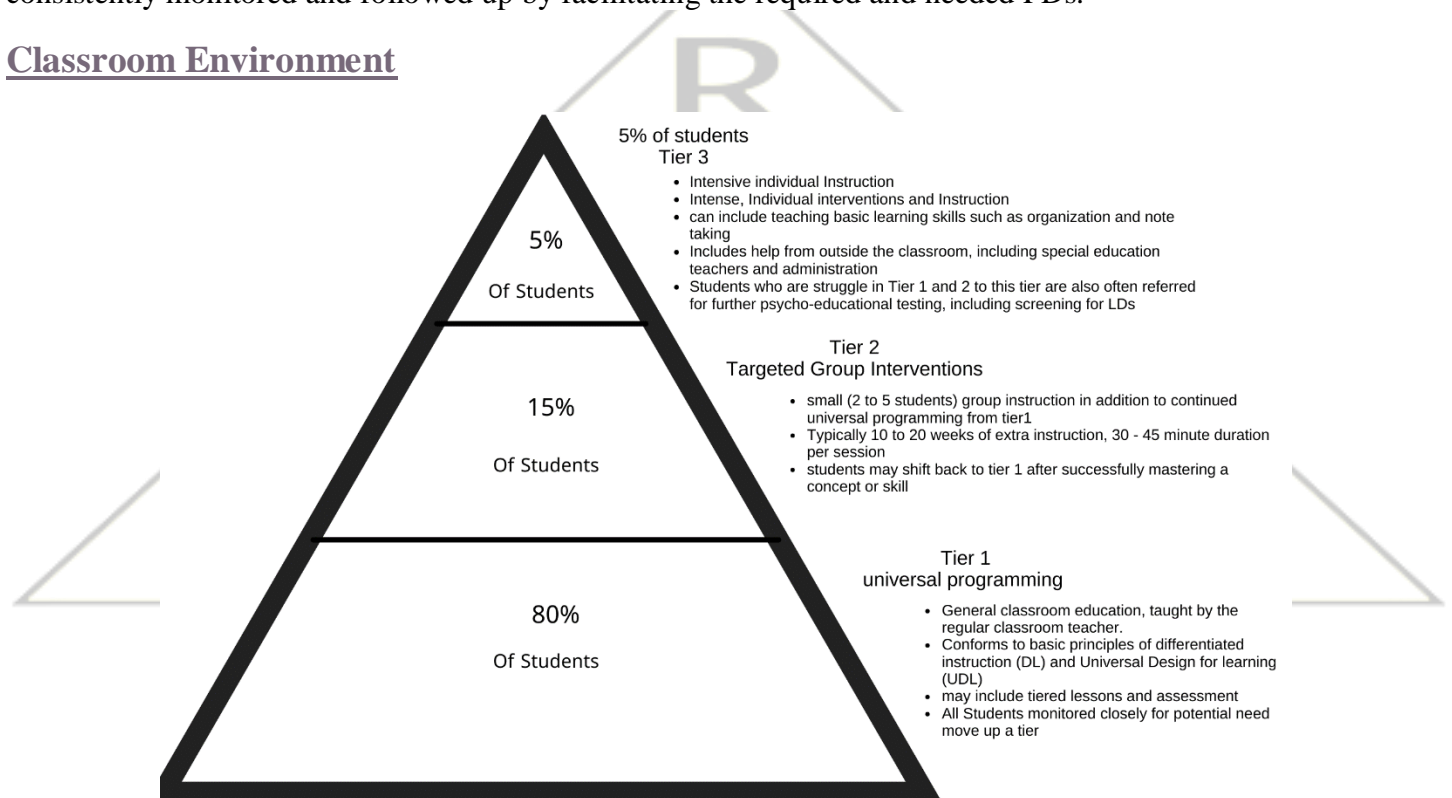 consistently monitored and followed up by facilitating the required and needed PDs.
Classroom Environment
R
5% of students
Tier 3
• Intensive individual Instruction
• Intense, Individual interventions and Instruction
• can include teaching basic learning skills such as organization and note
taking
• Includes help from outside the classroom, including special education
teachers and administration
• Students who are struggle in Tier 1 and 2 to this tier are also often referred
for further psycho-educational testing, including screening for LDs
5%
Of Students
Tier 2
Targeted Group Interventions
• small (2 to 5 students) group instruction in addition to continued
universal programming from tier1
• Typically 10 to 20 weeks of extra instruction, 30 - 45 minute duration
per session
• students may shift back to tier 1 after successfully mastering a
concept or skill
15%
Of Students
Tier 1
universal programming
• General classroom education, taught by the
regular classroom teacher.
• Conforms to basic principles of differentiated
instruction (DL) and Universal Design for learning
(UDL)
• may include tiered lessons and assessment
• All Students monitored closely for potential need
move up a tier
80%
Of Students